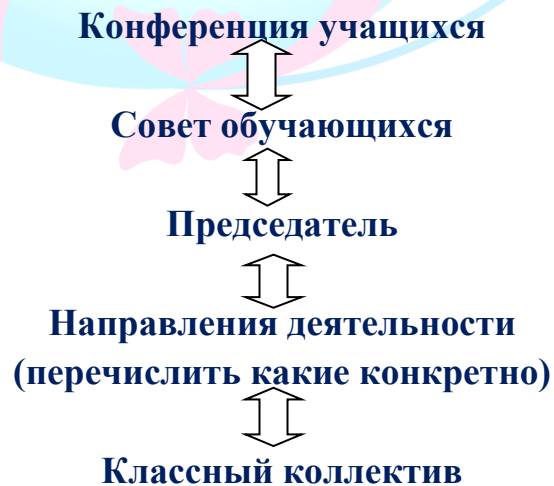 Конференция учащихся
Совет обучающихся
Председатель
Направления деятельности
(перечислить какие конкретно)
Классный коллектив